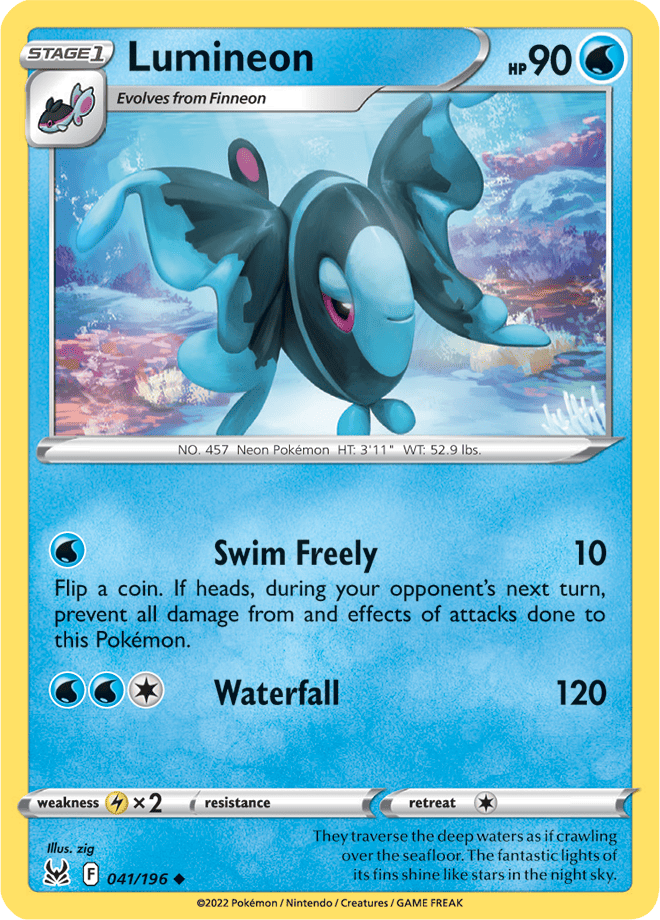 STAGE 1
Lumineon
HP 90
Evolves from Finneon
NO. 457 Neon Pokémon HT: 3'11" WT: 52.9 lbs.
Swim Freely 10
Flip a coin. If heads, during your opponent's next turn,
prevent all damage from and effects of attacks done to
this Pokémon.
Waterfall 120
weakness ×2 resistance retreat
They traverse the deep waters as if crawling
over the seafloor. The fantastic lights of
its fins shine like stars in the night sky.
Illus. zig
F 041/196
©2022 Pokémon / Nintendo / Creatures / GAME FREAK